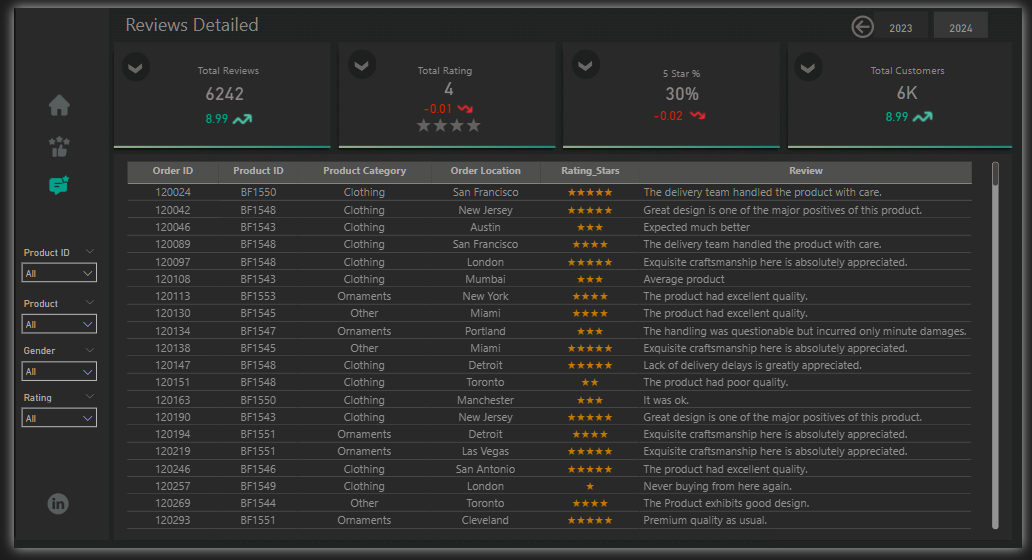 Reviews Detailed
2023
2024
Total Reviews
6242
8.99
Total Rating
4
-0.01
★★★★
5 Star %
30%
-0.02
Total Customers
6K
8.99
Product ID
All
Product
All
Gender
All
Rating
All
in
Order ID Product ID Product Category Order Location Rating_Stars Review
120024 BF1550 Clothing San Francisco ★★★★★ The delivery team handled the product with care.
120042 BF1548 Clothing New Jersey ★★★★★ Great design is one of the major positives of this product.
120046 BF1543 Clothing Austin ★★★ Expected much better
120089 BF1548 Clothing San Francisco ★★★★ The delivery team handled the product with care.
120097 BF1548 Clothing London ★★★★★ Exquisite craftsmanship here is absolutely appreciated.
120108 BF1543 Clothing Mumbai ★★★ Average product
120113 BF1553 Ornaments New York ★★★★ The product had excellent quality.
120130 BF1545 Other Miami ★★★★ The product had excellent quality.
120134 BF1547 Ornaments Portland ★★★ The handling was questionable but incurred only minute damages.
120138 BF1545 Other Miami ★★★★★ Exquisite craftsmanship here is absolutely appreciated.
120147 BF1548 Clothing Detroit ★★★★★ Lack of delivery delays is greatly appreciated.
120151 BF1548 Clothing Toronto ★★ The product had poor quality.
120163 BF1550 Clothing Manchester ★★★ It was ok.
120190 BF1543 Clothing New Jersey ★★★★★ Great design is one of the major positives of this product.
120194 BF1551 Ornaments Detroit ★★★★ Exquisite craftsmanship here is absolutely appreciated.
120219 BF1551 Ornaments Las Vegas ★★★★★ Exquisite craftsmanship here is absolutely appreciated.
120246 BF1546 Clothing San Antonio ★★★★★ The product had excellent quality.
120257 BF1549 Clothing London ★ Never buying from here again.
120269 BF1544 Other Toronto ★★★★ The Product exhibits good design.
120293 BF1551 Ornaments Cleveland ★★★★★ Premium quality as usual.